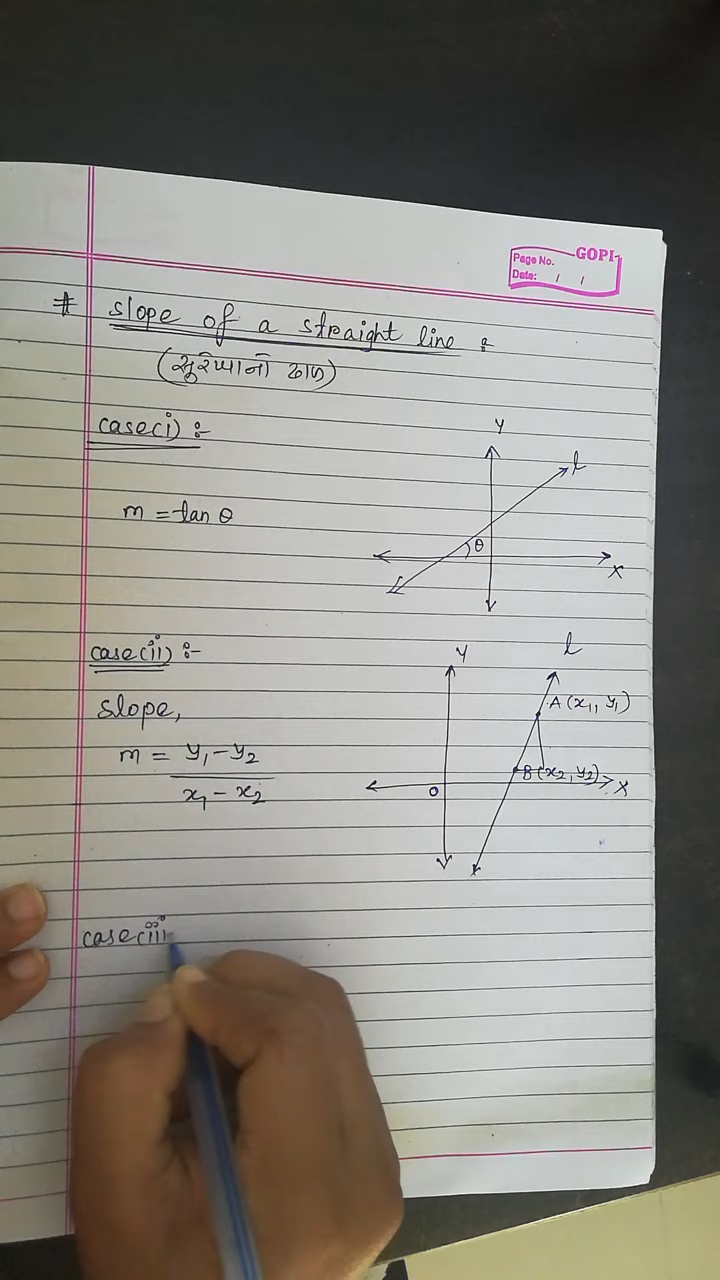 GOPI
Page No.
Date: / /
# slope of a straight line :
(સુરેખાનો ઢાળ)
case(i) :-
m = tan θ
y
l
θ
x
case(ii) :-
slope,
m = y₁ - y₂
x₁ - x₂
y
l
A(x₁, y₁)
B(x₂, y₂)
x
o
case(iii